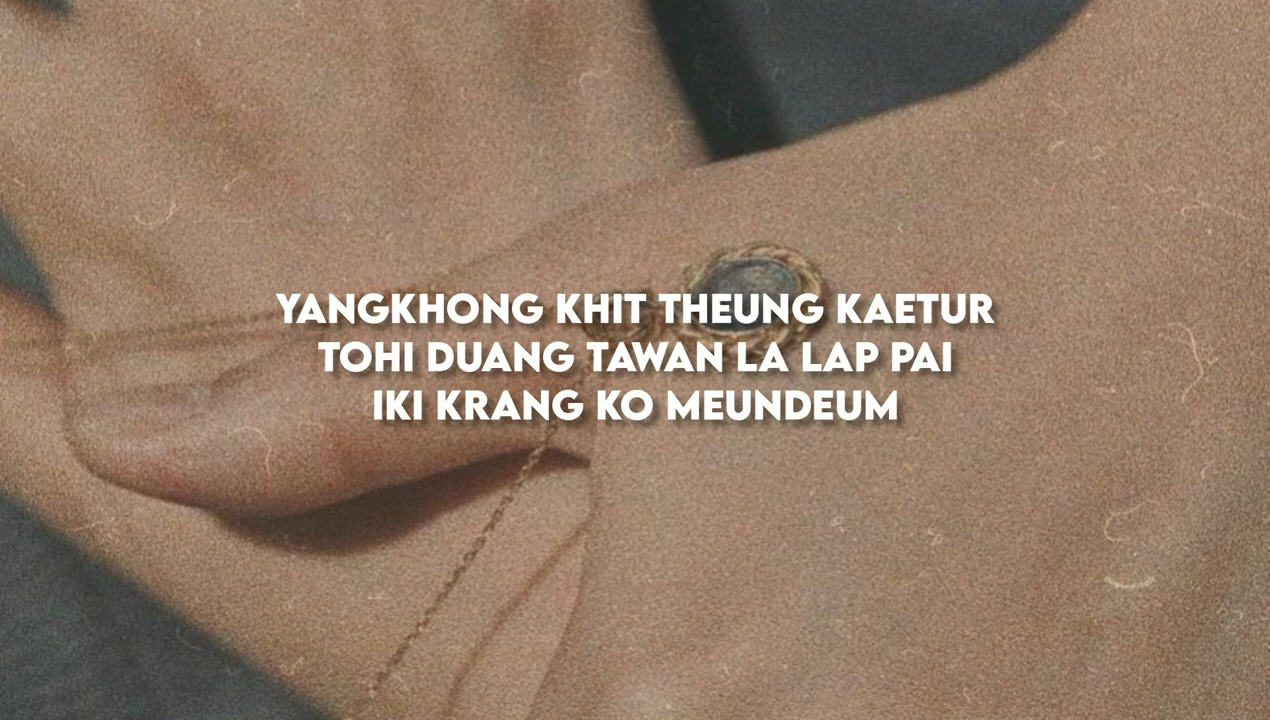 YANGKHONG KHIT THEUNG KAETUR
TOHI DUANG TAWAN LA LAP PAI
IKI KRANG KO MEUNDEUM